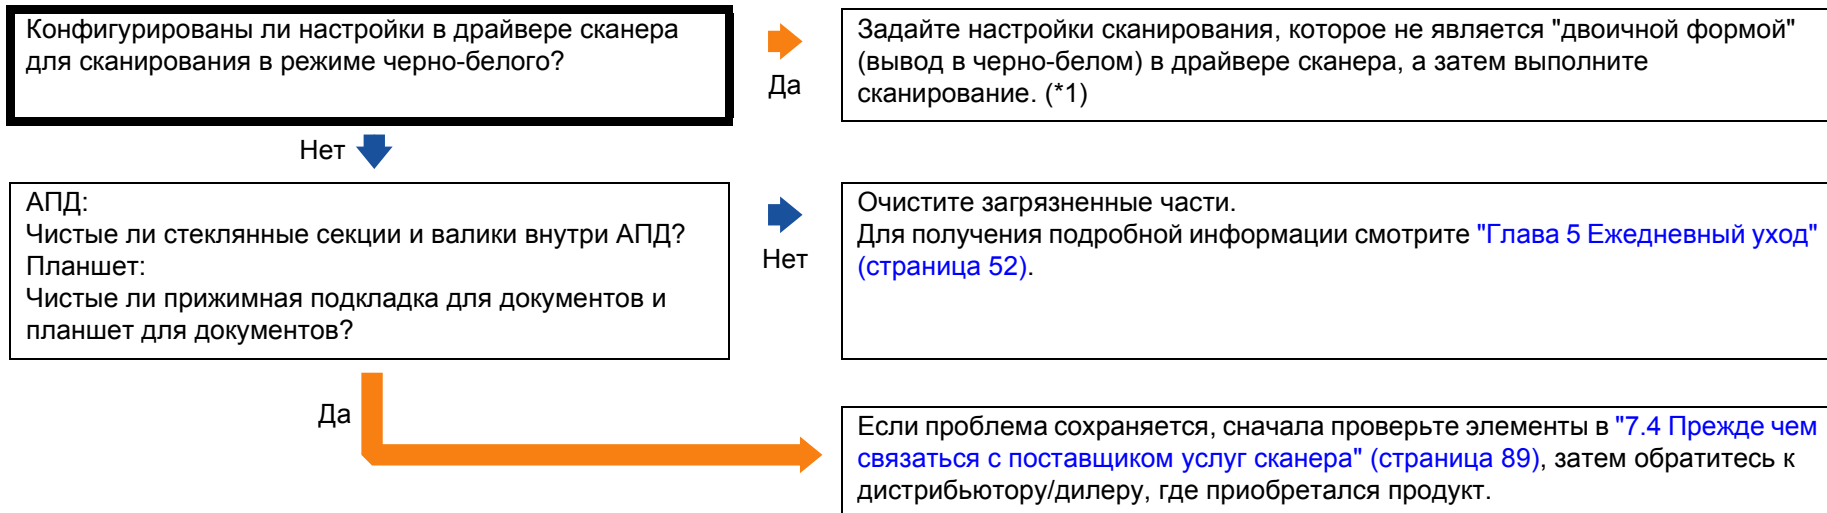 Конфигурированы ли настройки в драйвере сканера
для сканирования в режиме черно-белого?
Да
Задайте настройки сканирования, которое не является "двоичной формой"
(вывод в черно-белом) в драйвере сканера, а затем выполните
сканирование. (*1)
Нет
АПД:
Чистые ли стеклянные секции и валики внутри АПД?
Планшет:
Чистые ли прижимная подкладка для документов и
планшет для документов?
Нет
Очистите загрязненные части.
Для получения подробной информации смотрите "Глава 5 Ежедневный уход"
(страница 52).
Да
Если проблема сохраняется, сначала проверьте элементы в "7.4 Прежде чем
связаться с поставщиком услуг сканера" (страница 89), затем обратитесь к
дистрибьютору/дилеру, где приобретался продукт.